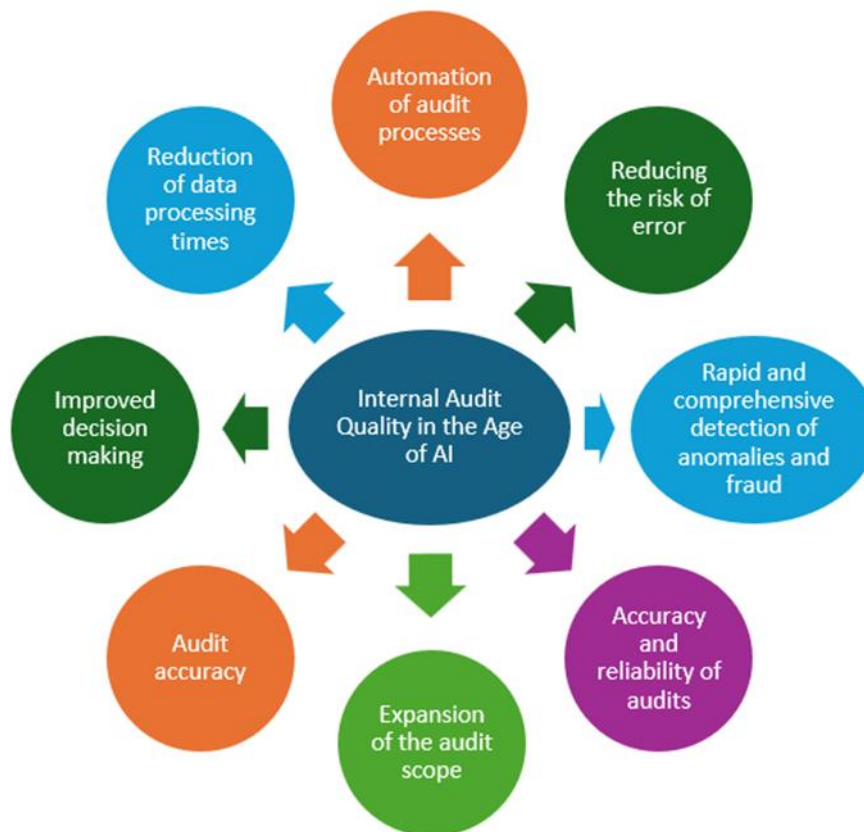 Automation
of audit
processes
Reducing
the risk of
error
Rapid and
comprehensive
detection of
anomalies and
fraud
Accuracy
and
reliability of
audits
Expansion
of the audit
scope
Audit
accuracy
Improved
decision
making
Reduction
of data
processing
times
Internal Audit
Quality in the Age
of AI